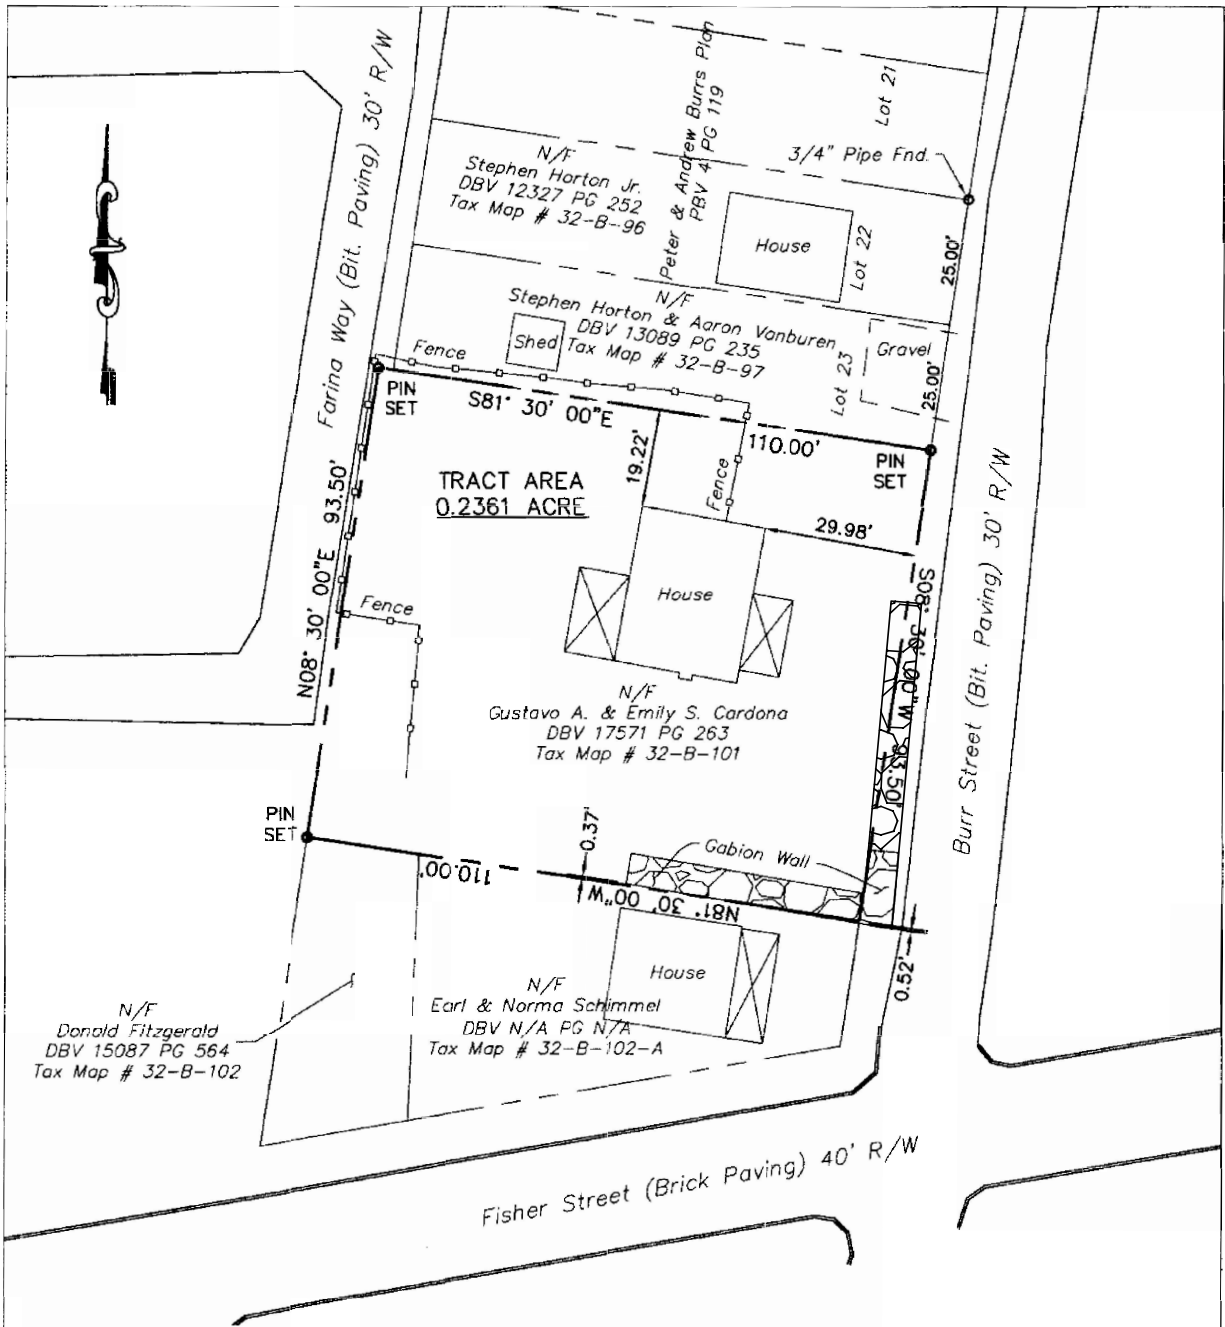 Farina Way (Bit. Paving) 30' R/W
Peter & Andrew Burrs Plan
PBV 4 PG 119
Lot 21
3/4" Pipe Fnd.
N/F
Stephen Horton Jr.
DBV 12327 PG 252
Tax Map # 32-B-96
House
Lot 22
25.00'
N/F
Stephen Horton & Aaron Vanburen
DBV 13089 PG 235
Tax Map # 32-B-97
Shed
Fence
Gravel
Lot 23
25.00'
PIN
SET
S81° 30' 00"E
110.00'
PIN
SET
19.22'
Fence
TRACT AREA
0.2361 ACRE
29.98'
N08° 30' 00"E 93.50'
Fence
House
S08° 30' 00"W 93.50'
Burr Street (Bit. Paving) 30' R/W
N/F
Gustavo A. & Emily S. Cardona
DBV 17571 PG 263
Tax Map # 32-B-101
PIN
SET
0.37'
Gabion Wall
110.00'
N81° 30' 00"W
0.52'
House
N/F
Earl & Norma Schimmel
DBV N/A PG N/A
Tax Map # 32-B-102-A
N/F
Donald Fitzgerald
DBV 15087 PG 564
Tax Map # 32-B-102
Fisher Street (Brick Paving) 40' R/W